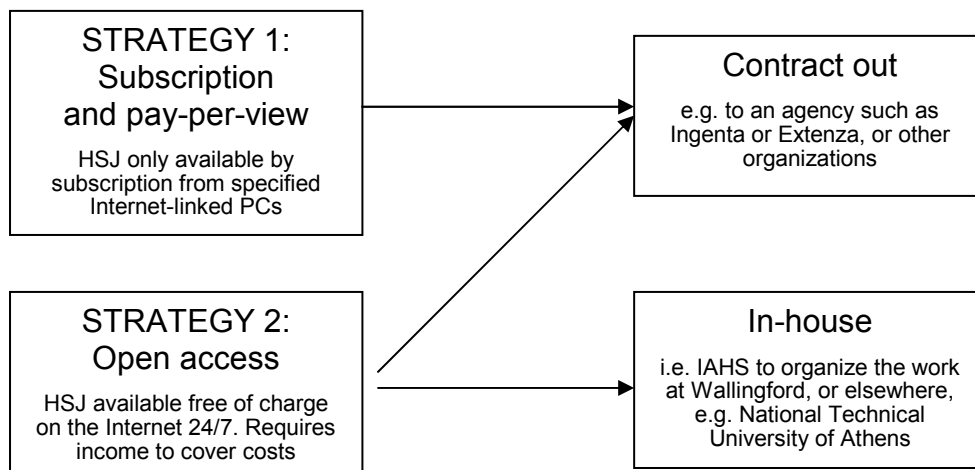 STRATEGY 1:
Subscription
and pay-per-view
HSJ only available by
subscription from specified
Internet-linked PCs
Contract out
e.g. to an agency such as
Ingenta or Extenza, or other
organizations
STRATEGY 2:
Open access
HSJ available free of charge
on the Internet 24/7. Requires
income to cover costs
In-house
i.e. IAHS to organize the work
at Wallingford, or elsewhere,
e.g. National Technical
University of Athens